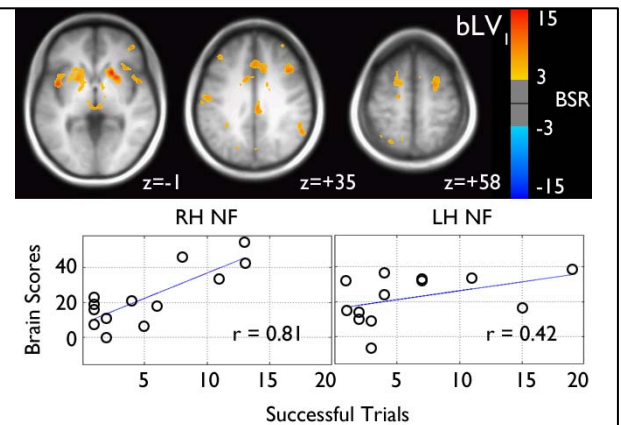 bLV1
15
3
BSR
-3
-15
z=-1
z=+35
z=+58
RH NF
LH NF
Brain Scores
40
20
0
r = 0.81
r = 0.42
5
10
15
20
5
10
15
20
Successful Trials